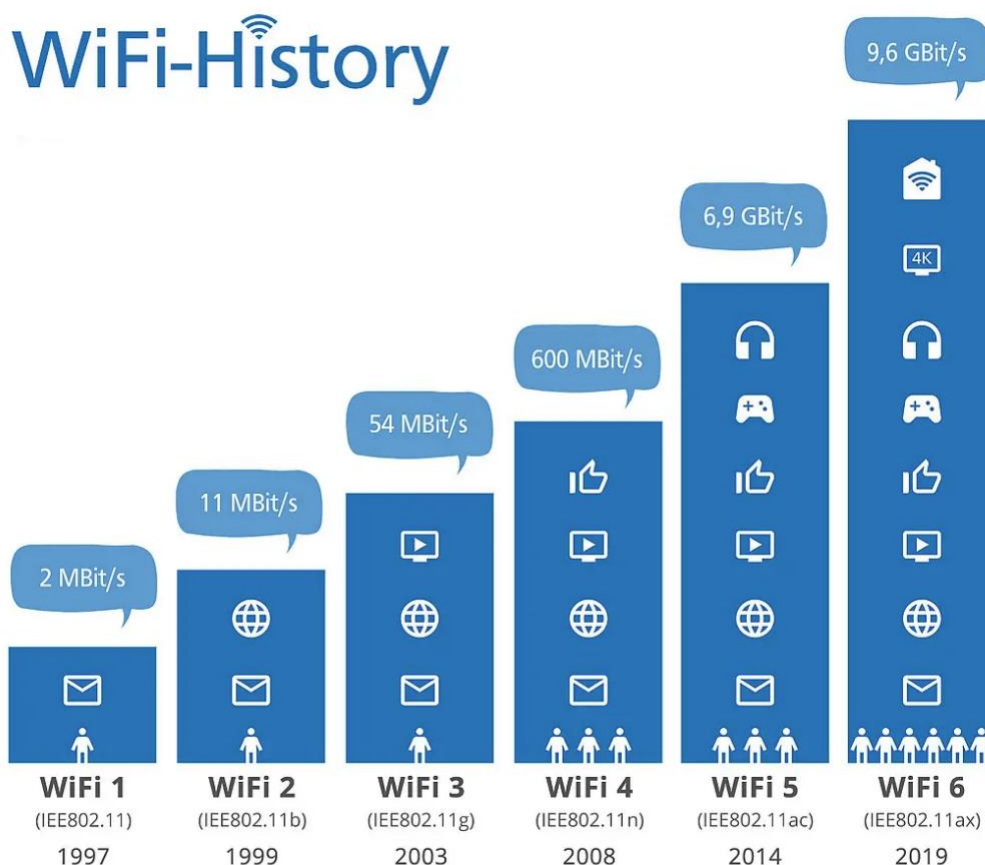 WiFi-History
9,6 GBit/s
6,9 GBit/s
600 MBit/s
54 MBit/s
11 MBit/s
2 MBit/s
4K
WiFi 1
(IEE802.11)
1997
WiFi 2
(IEE802.11b)
1999
WiFi 3
(IEE802.11g)
2003
WiFi 4
(IEE802.11n)
2008
WiFi 5
(IEE802.11ac)
2014
WiFi 6
(IEE802.11ax)
2019